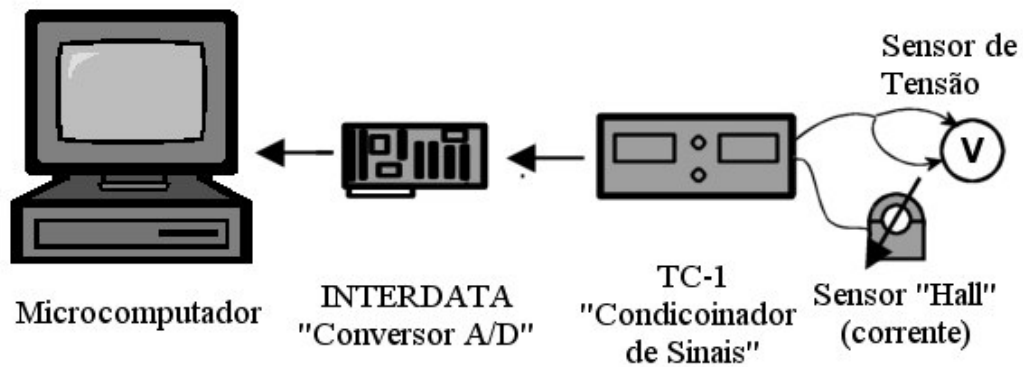 Sensor de
Tensão
V
Microcomputador
INTERDATA
"Conversor A/D"
TC-1
"Condicoinador
de Sinais"
Sensor "Hall"
(corrente)